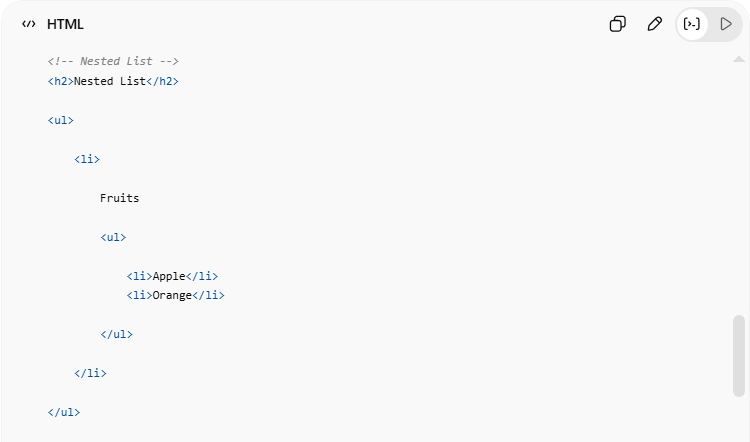 HTML
<!-- Nested List -->
<h2>Nested List</h2>
<ul>
<li>
Fruits
<ul>
<li>Apple</li>
<li>Orange</li>
</ul>
</li>
</ul>